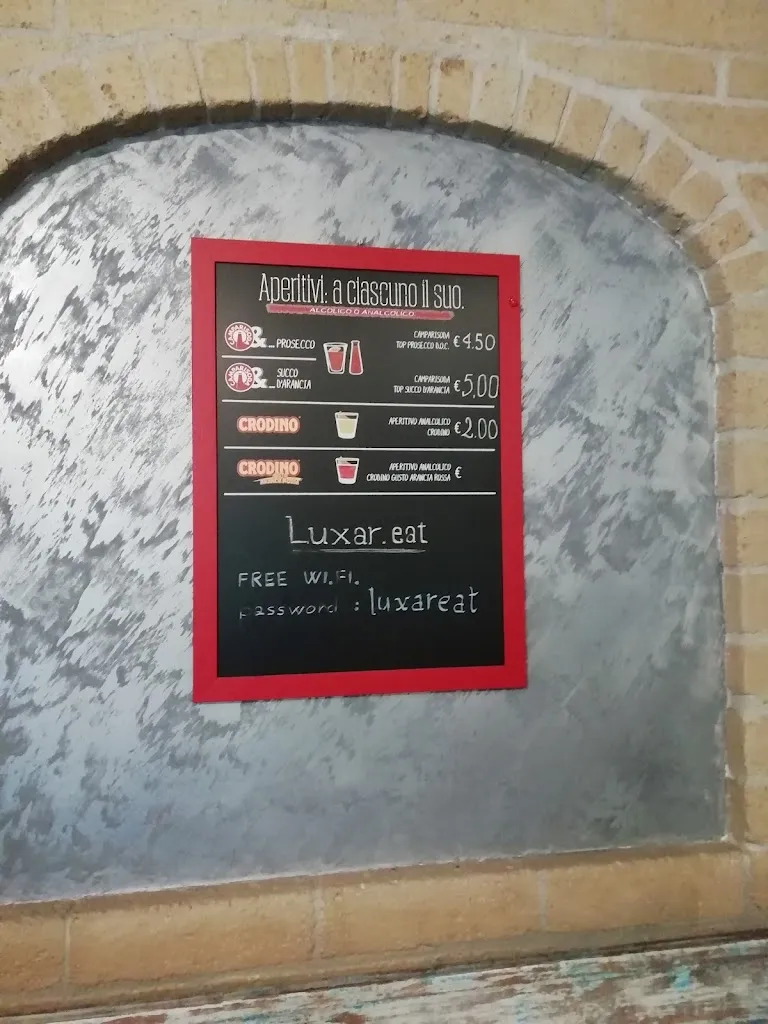 Aperitivi: a ciascuno il suo.
ALCOLICO O ANALCOLICO
CAMPARISODA &... PROSECCO
CAMPARISODA
TOP PROSECCO D.O.C. € 4.50
CAMPARISODA &... SUCCO
D'ARANCIA
CAMPARISODA
TOP SUCCO D'ARANCIA € 5,00
CRODINO
APERITIVO ANALCOLICO
CRODINO € 2.00
CRODINO
APERITIVO ANALCOLICO
CRODINO GUSTO ARANCIA ROSSA €
Luxar.eat
FREE WI.FI.
password : luxareat